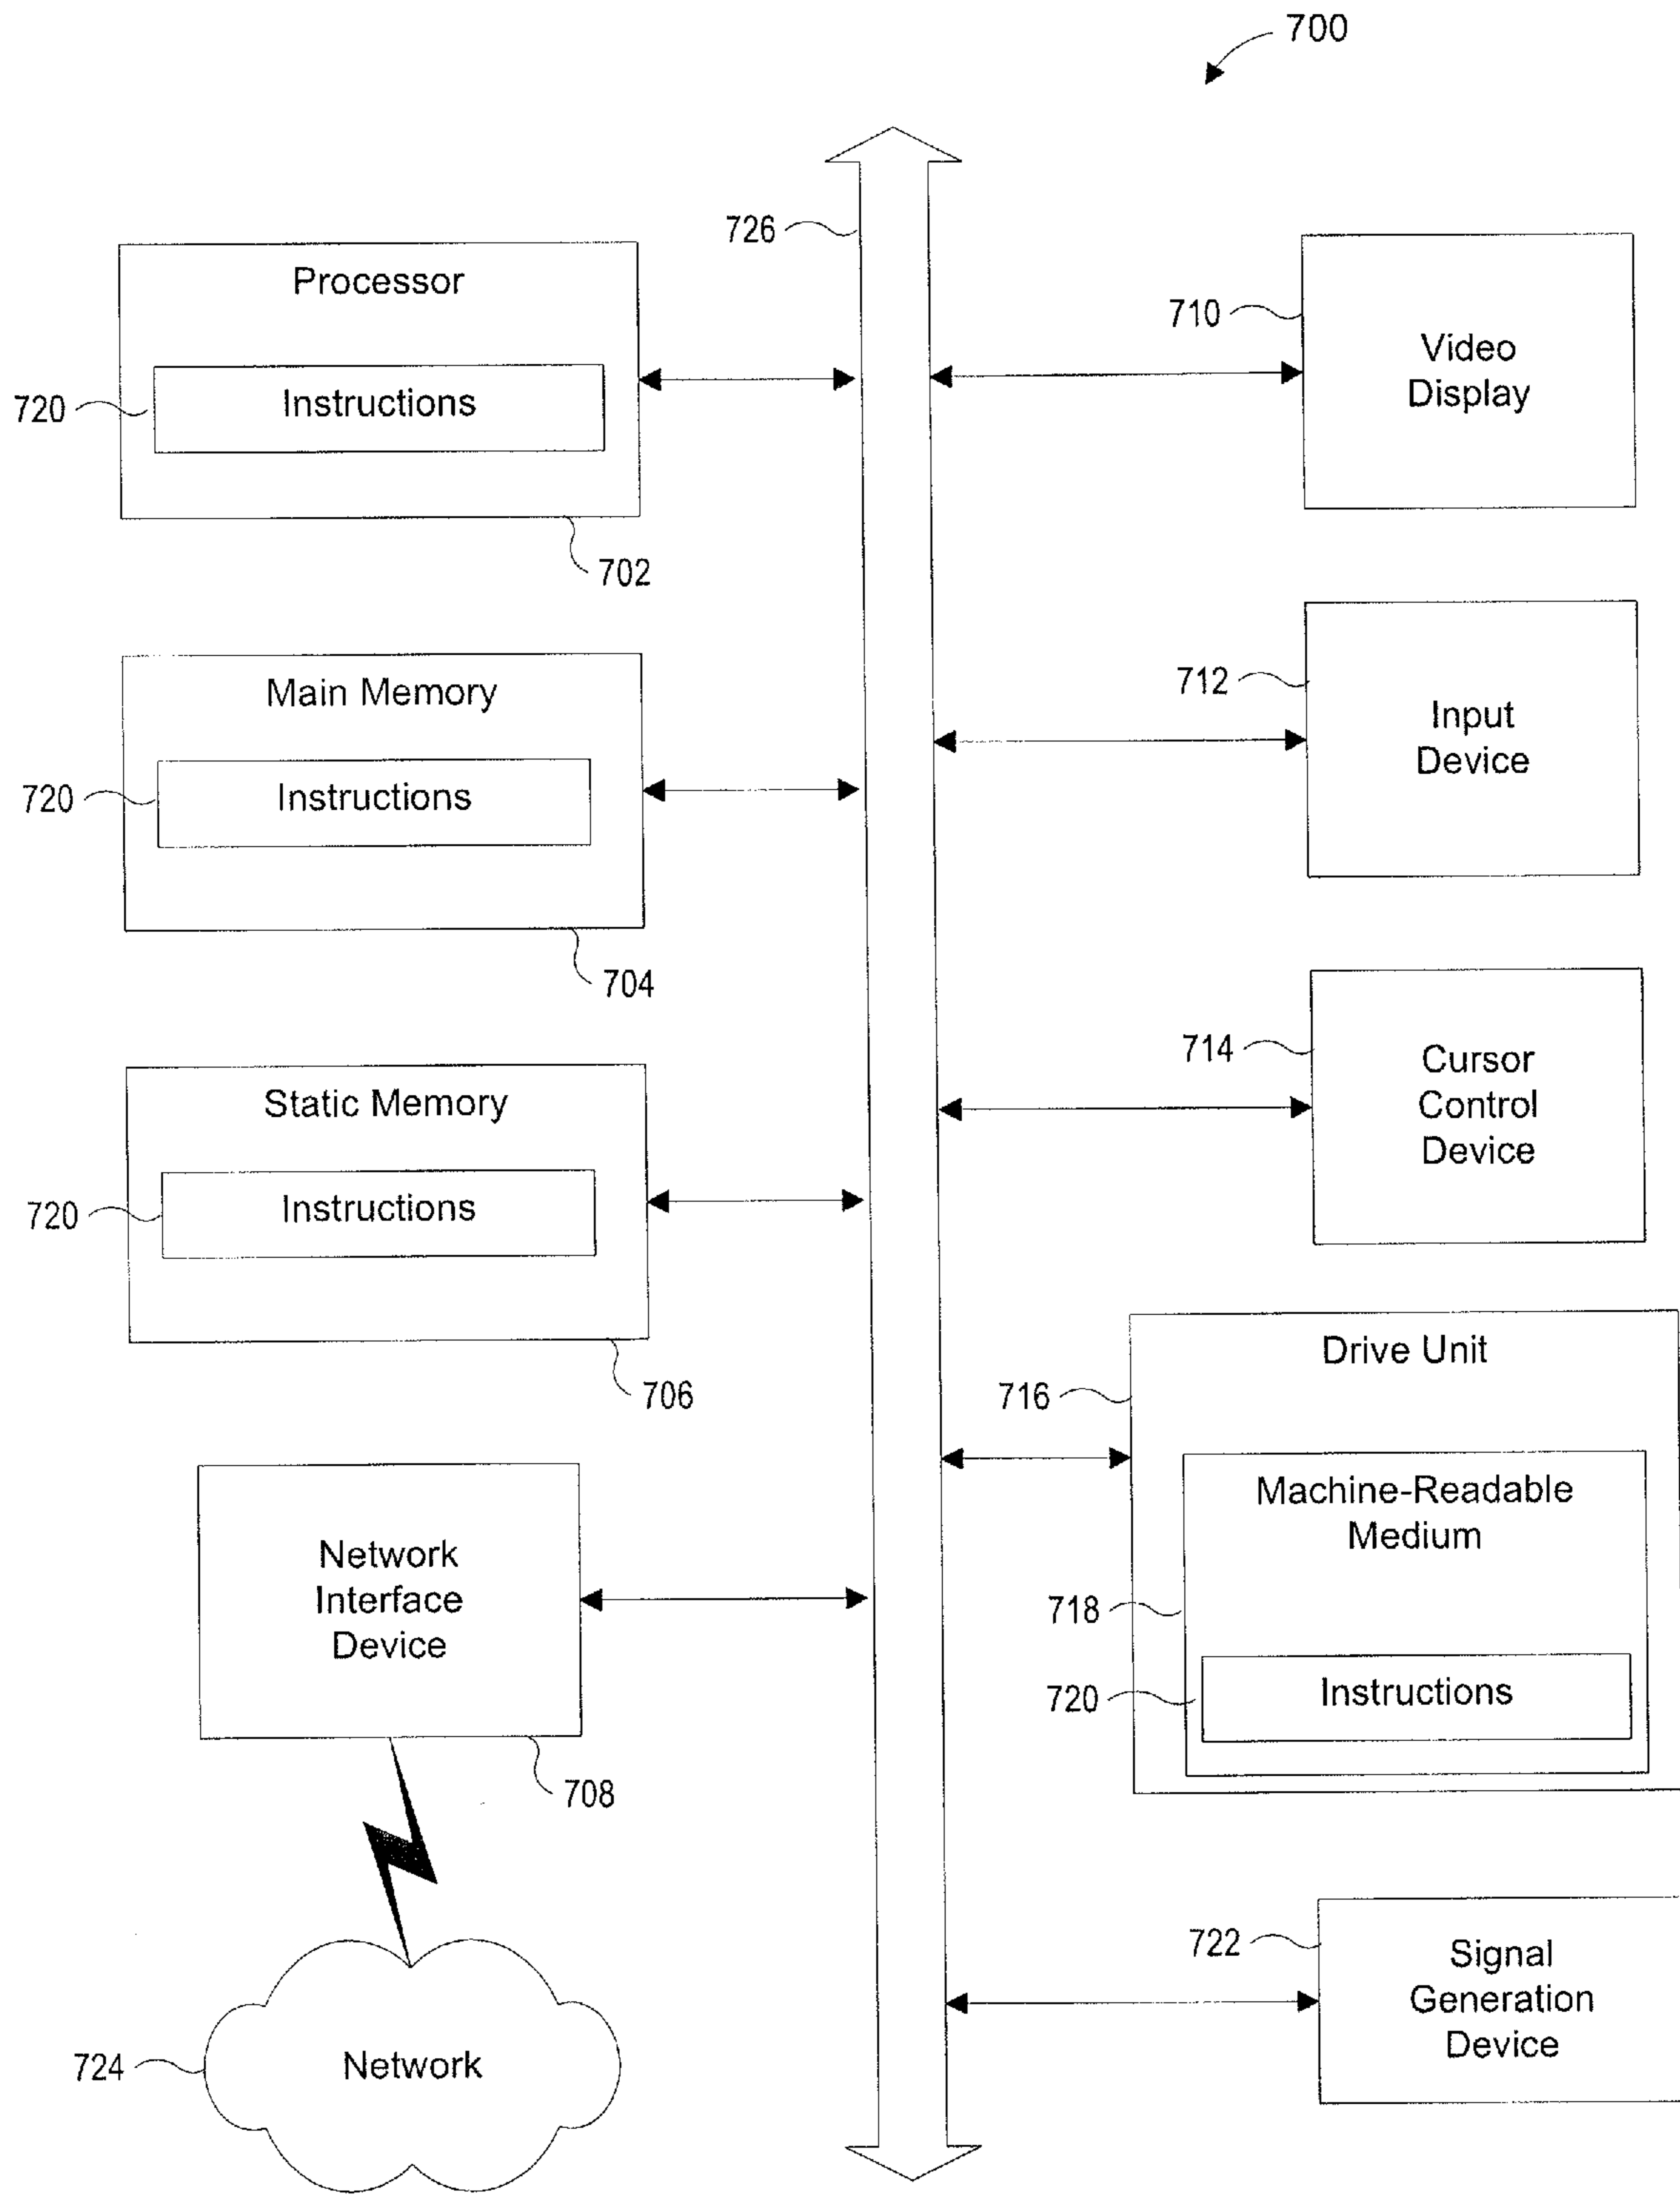 700
726
Processor
720
Instructions
702
710
Video
Display
Main Memory
720
Instructions
704
712
Input
Device
Static Memory
720
Instructions
706
714
Cursor
Control
Device
Network
Interface
Device
708
Drive Unit
716
Machine-Readable
Medium
718
720
Instructions
724
Network
722
Signal
Generation
Device